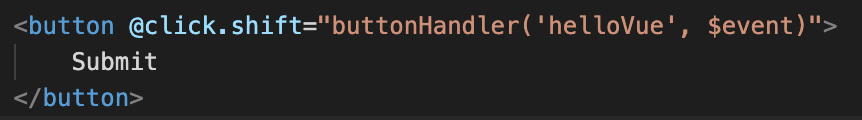 <button @click.shift="buttonHandler('helloVue', $event)">
Submit
</button>